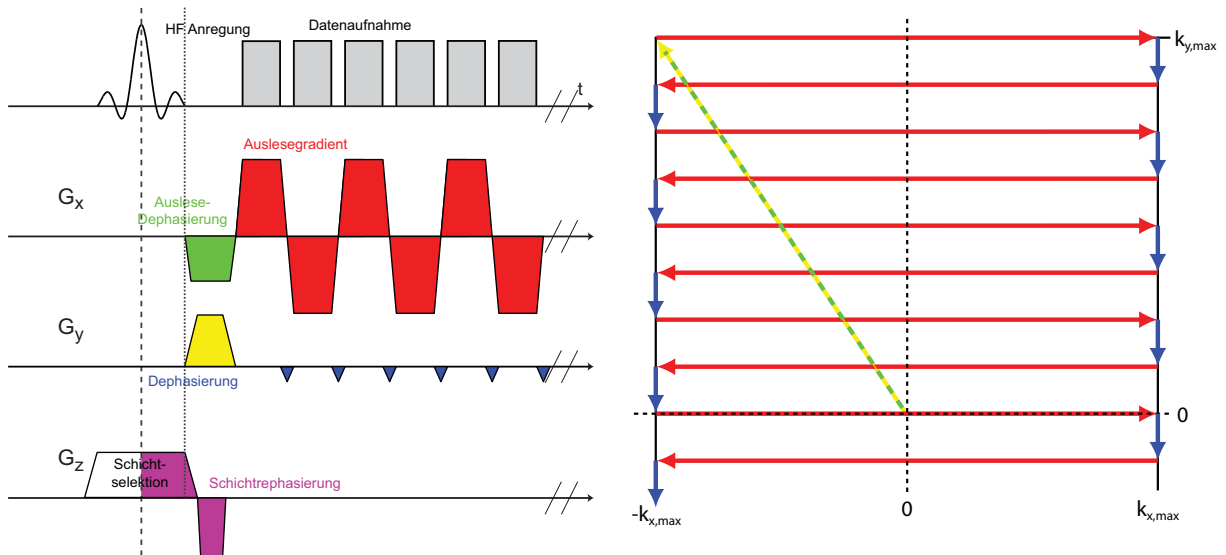 HF Anregung
Datenaufnahme
t
Auslesegradient
Gx
Auslese-
Dephasierung
Gy
Dephasierung
Gz
Schicht-
selektion
Schichtrephasierung
ky,max
0
-kx,max
0
kx,max